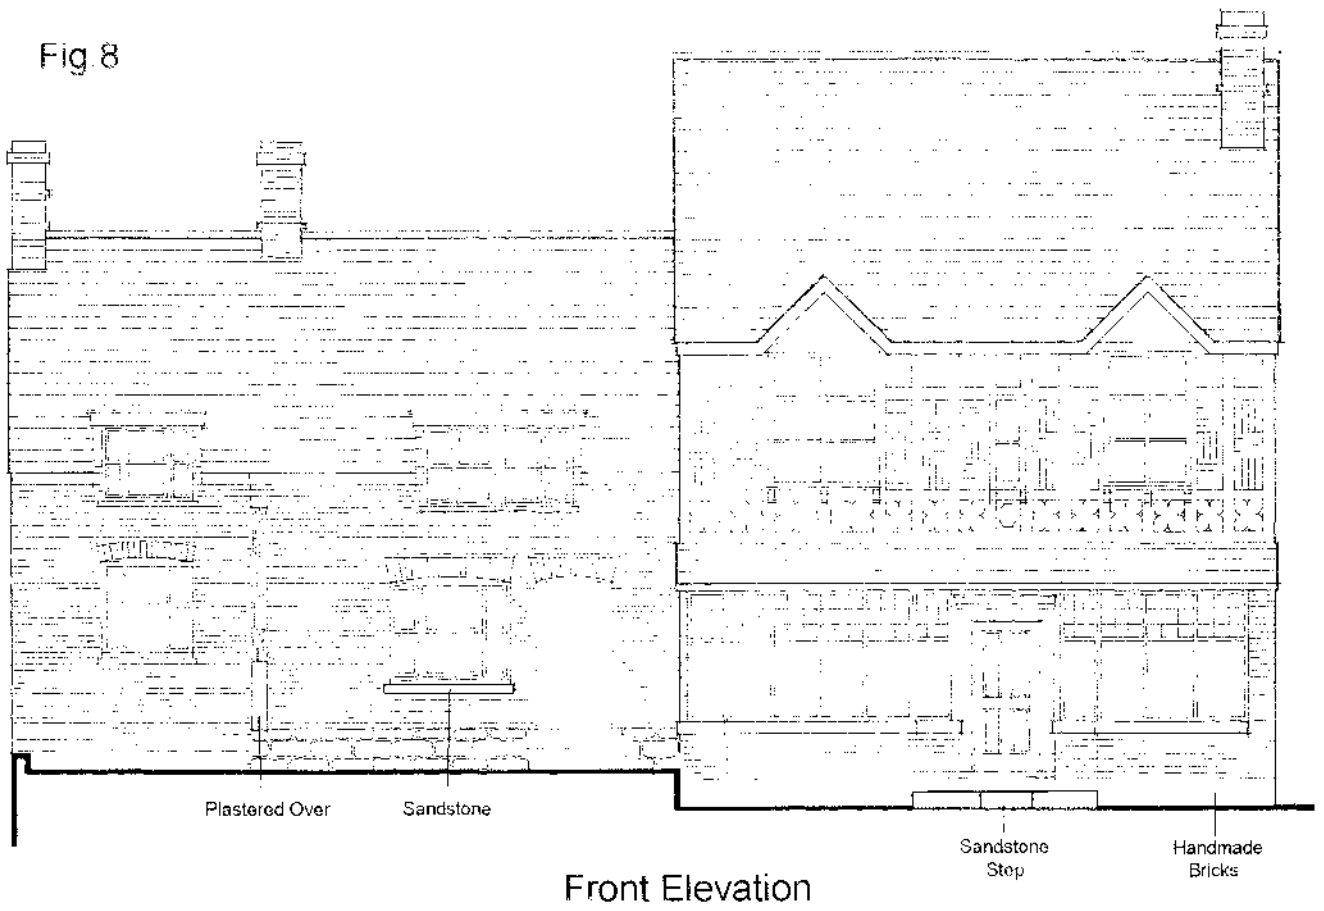 Fig.8
Plastered Over
Sandstone
Sandstone
Step
Handmade
Bricks
Front Elevation